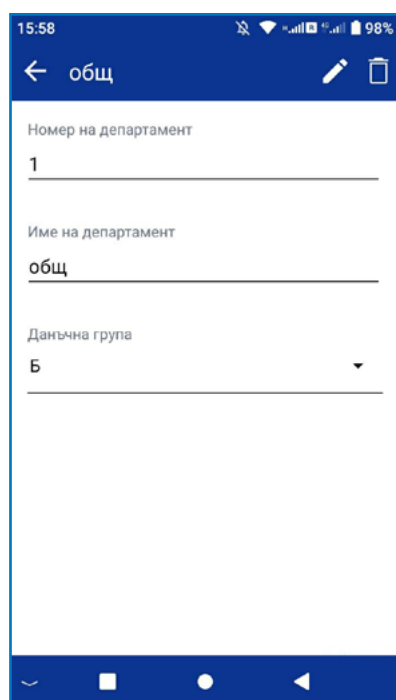 15:58 98%
общ
Номер на департамент
1
Име на департамент
общ
Данъчна група
Б